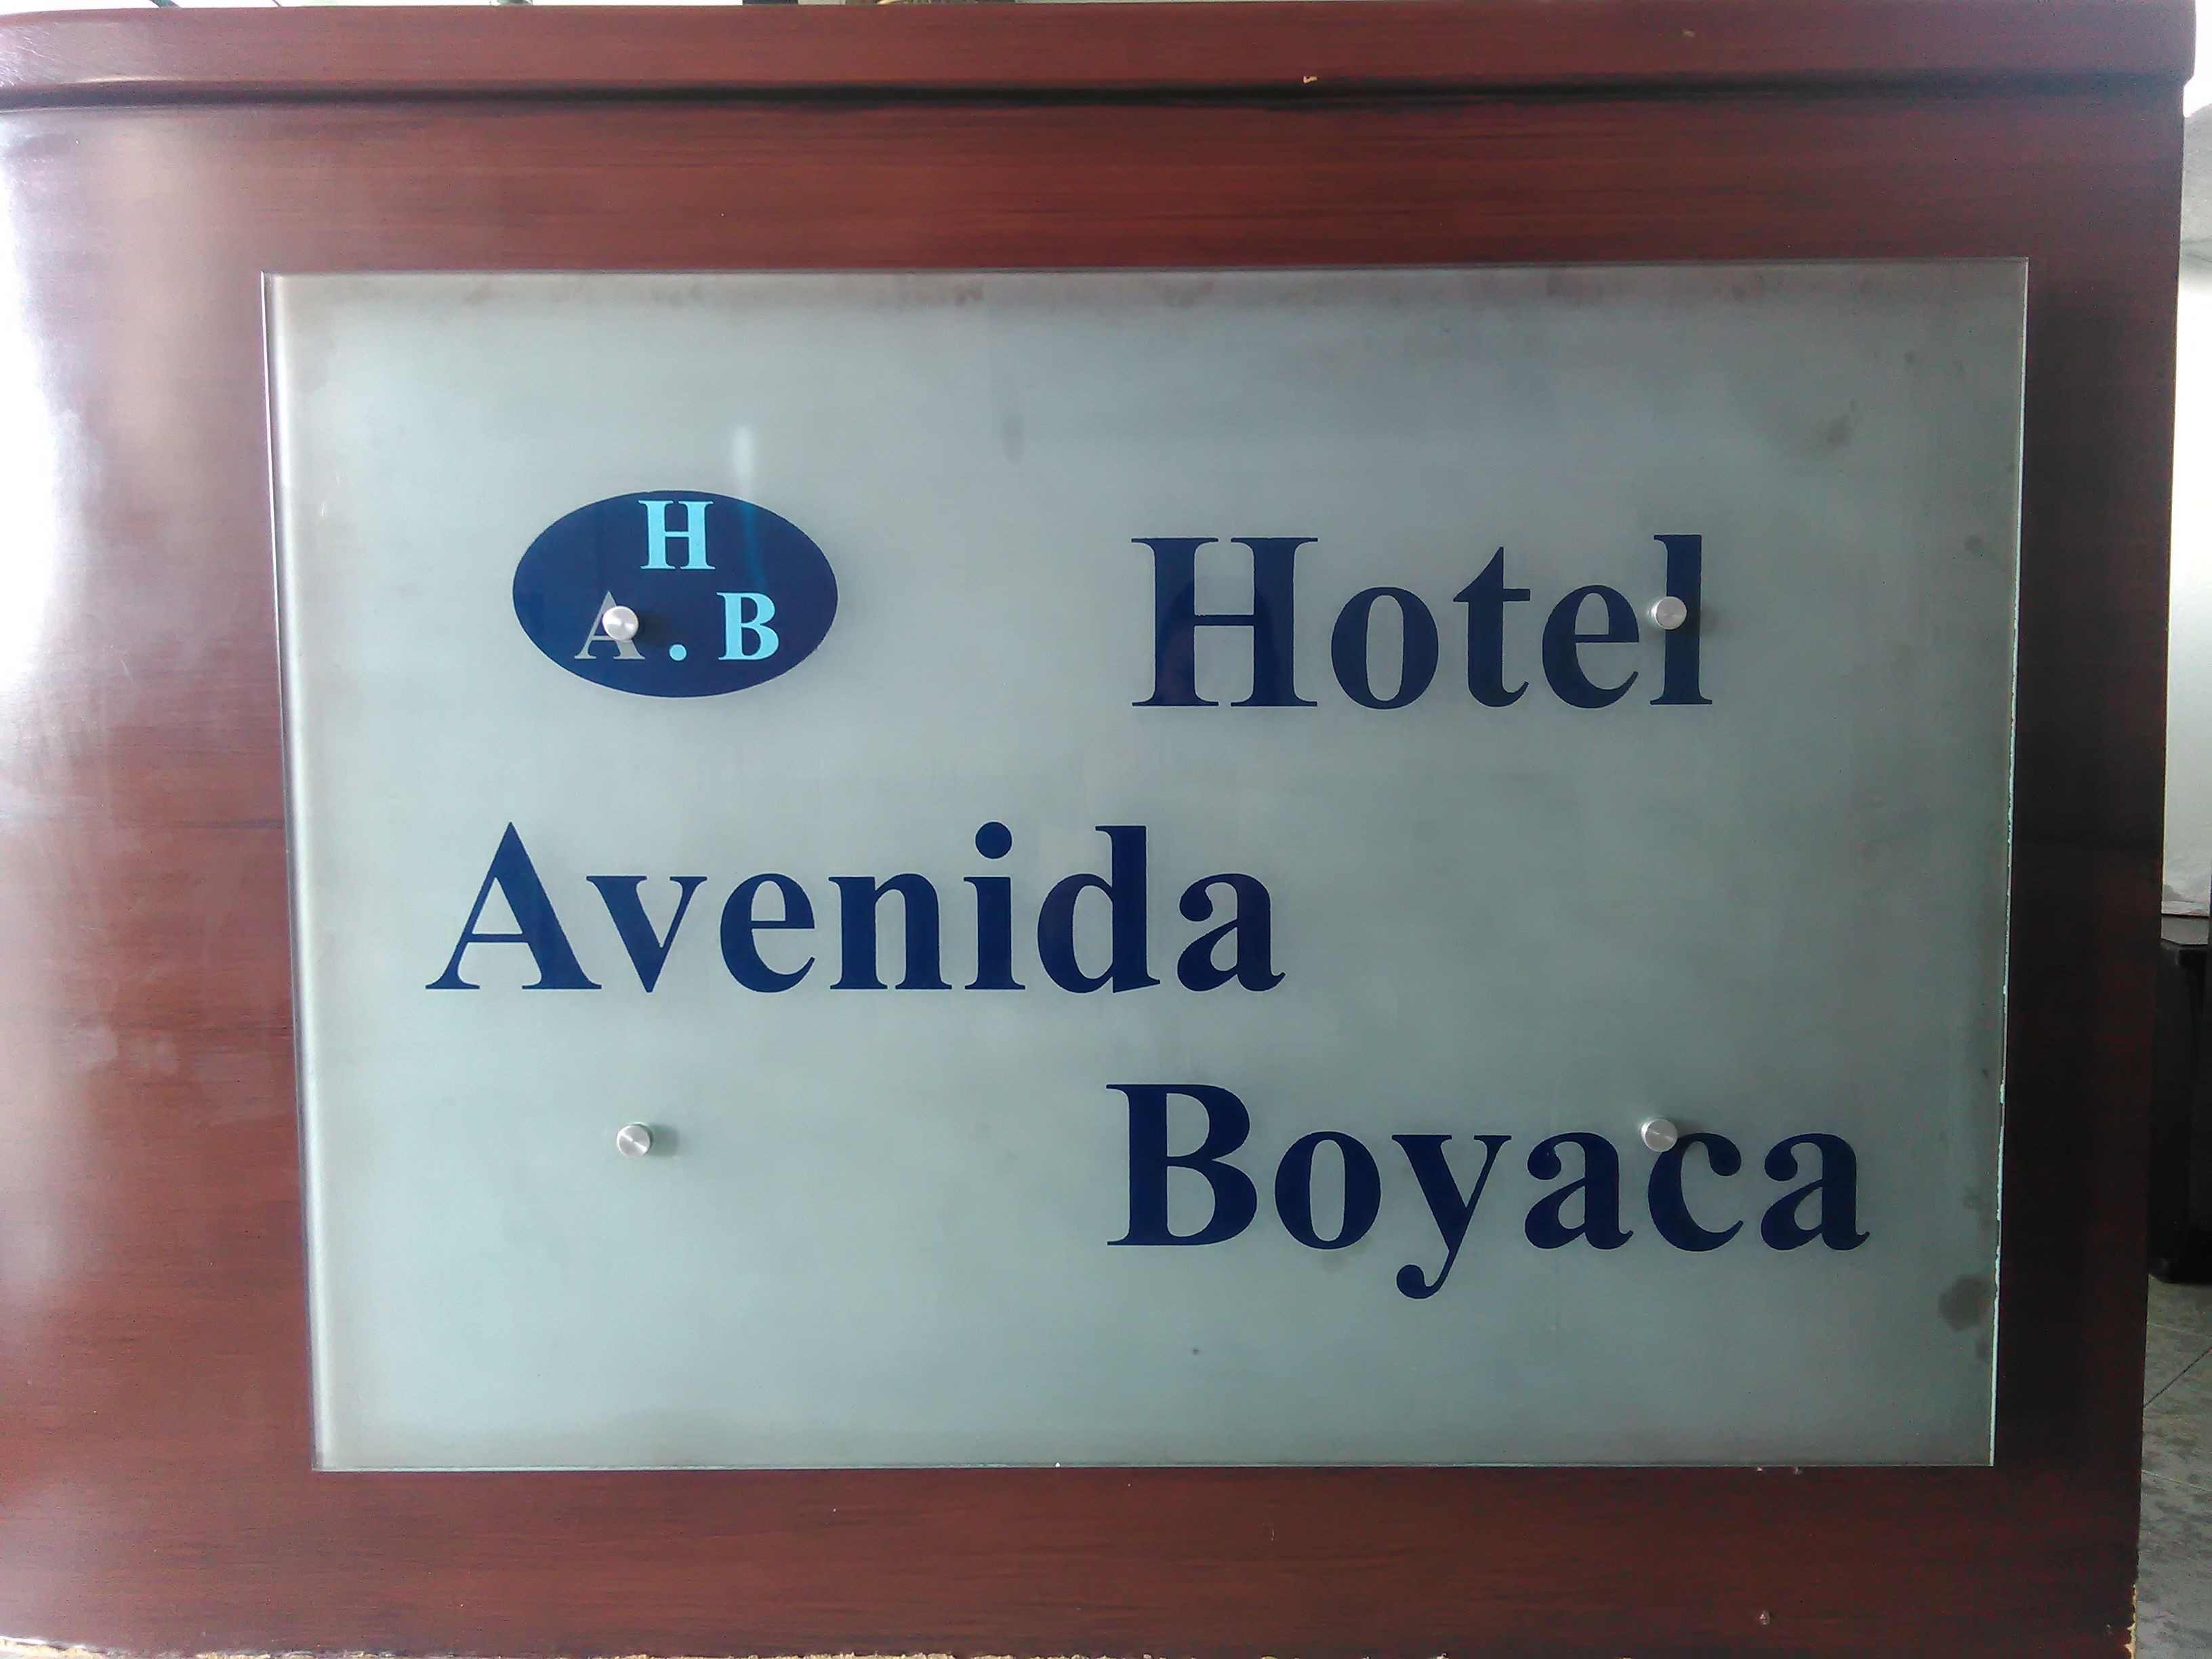 H
A . B
Hotel
Avenida
Boyaca